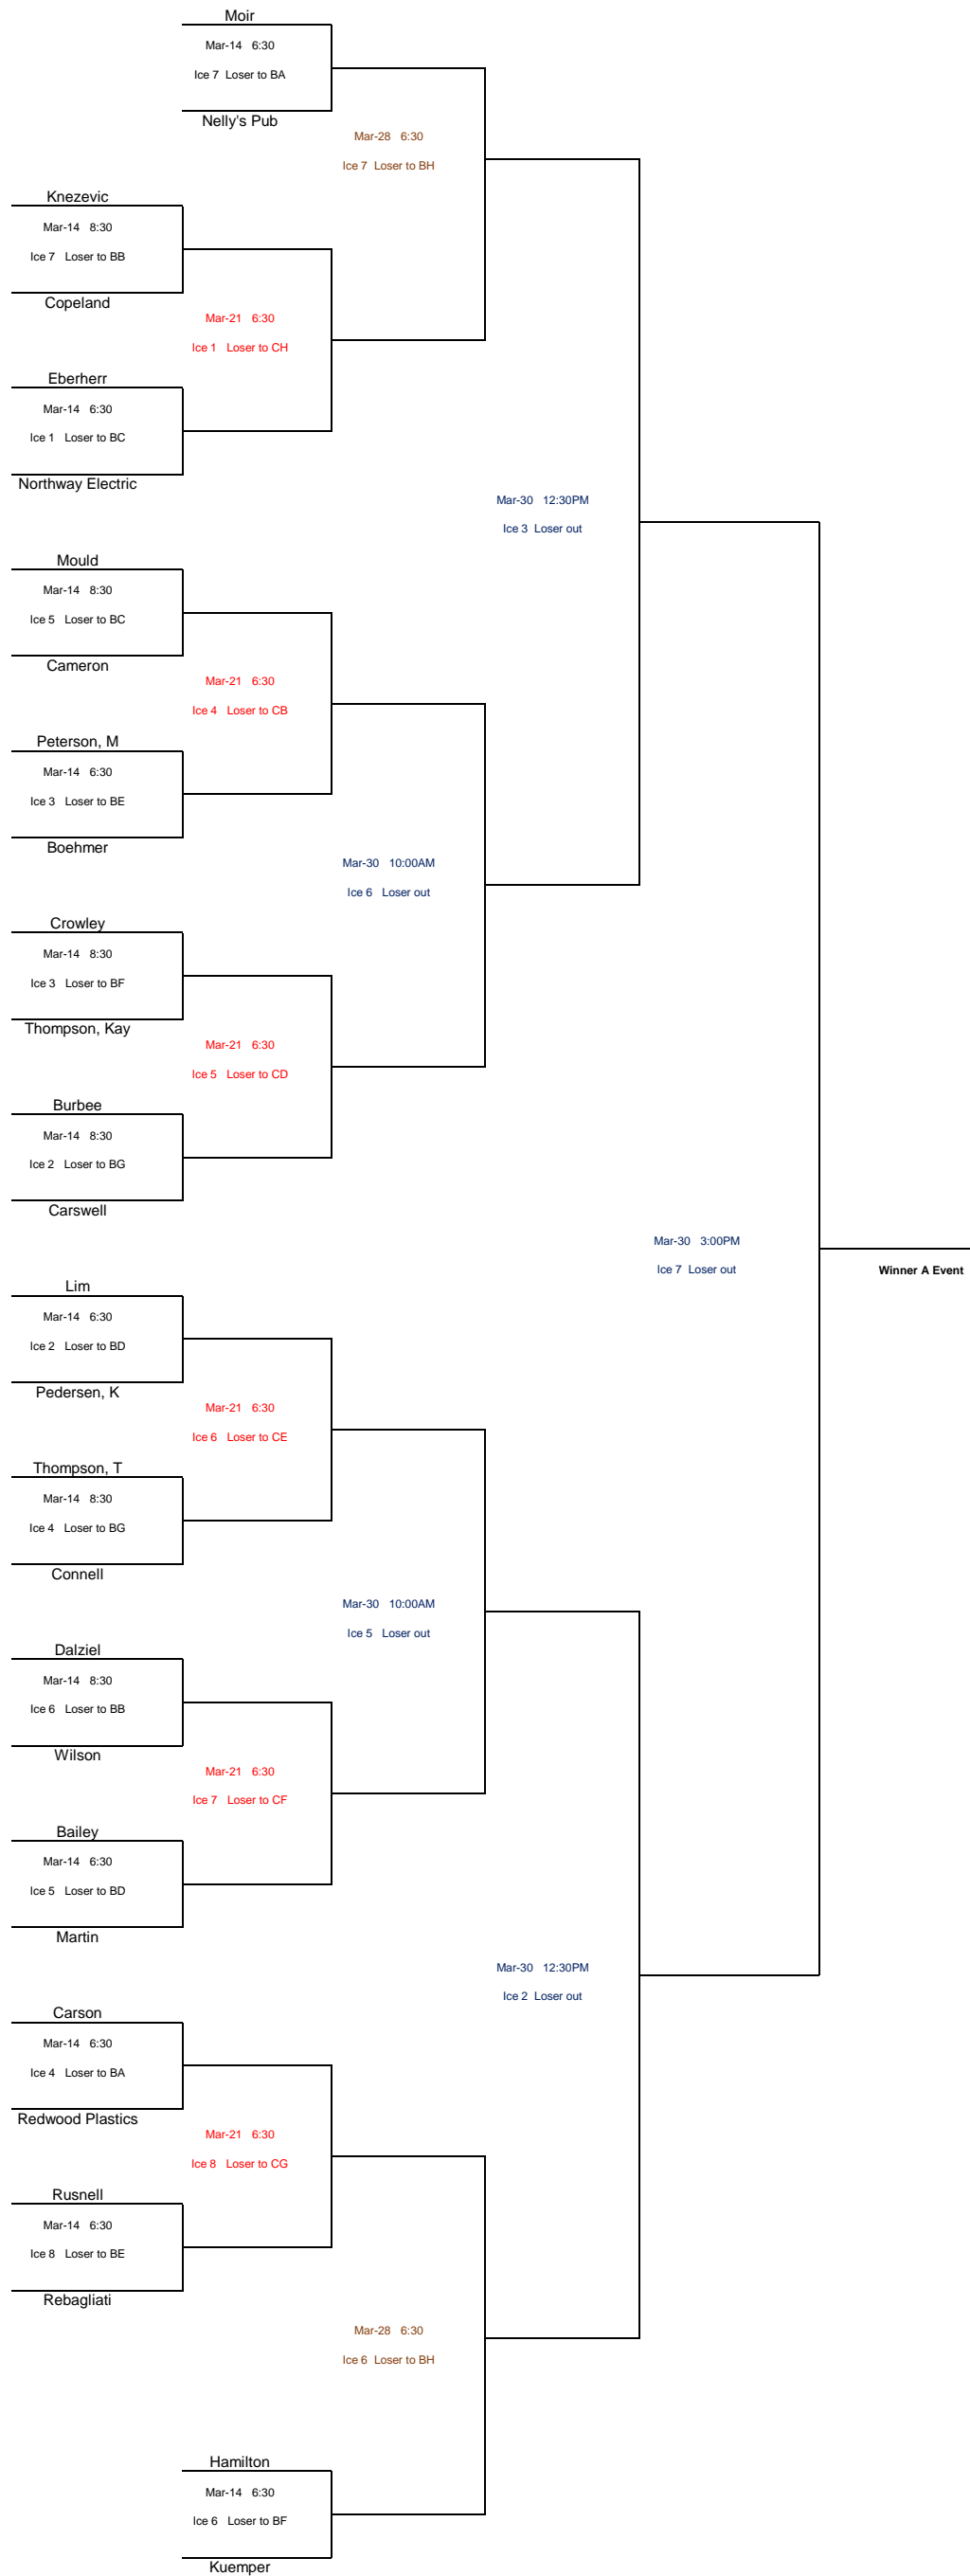 Moir
Mar-14 6:30
Ice 7 Loser to BA
Nelly's Pub
Mar-28 6:30
Ice 7 Loser to BH
Knezevic
Mar-14 8:30
Ice 7 Loser to BB
Copeland
Mar-21 6:30
Ice 1 Loser to CH
Eberherr
Mar-14 6:30
Ice 1 Loser to BC
Northway Electric
Mar-30 12:30PM
Ice 3 Loser out
Mould
Mar-14 8:30
Ice 5 Loser to BC
Cameron
Mar-21 6:30
Ice 4 Loser to CB
Peterson, M
Mar-14 6:30
Ice 3 Loser to BE
Boehmer
Mar-30 10:00AM
Ice 6 Loser out
Crowley
Mar-14 8:30
Ice 3 Loser to BF
Thompson, Kay
Mar-21 6:30
Ice 5 Loser to CD
Burbee
Mar-14 8:30
Ice 2 Loser to BG
Carswell
Mar-30 3:00PM
Ice 7 Loser out
Winner A Event
Lim
Mar-14 6:30
Ice 2 Loser to BD
Pedersen, K
Mar-21 6:30
Ice 6 Loser to CE
Thompson, T
Mar-14 8:30
Ice 4 Loser to BG
Connell
Mar-30 10:00AM
Ice 5 Loser out
Dalziel
Mar-14 8:30
Ice 6 Loser to BB
Wilson
Mar-21 6:30
Ice 7 Loser to CF
Bailey
Mar-14 6:30
Ice 5 Loser to BD
Martin
Mar-30 12:30PM
Ice 2 Loser out
Carson
Mar-14 6:30
Ice 4 Loser to BA
Redwood Plastics
Mar-21 6:30
Ice 8 Loser to CG
Rusnell
Mar-14 6:30
Ice 8 Loser to BE
Rebagliati
Mar-28 6:30
Ice 6 Loser to BH
Hamilton
Mar-14 6:30
Ice 6 Loser to BF
Kuemper